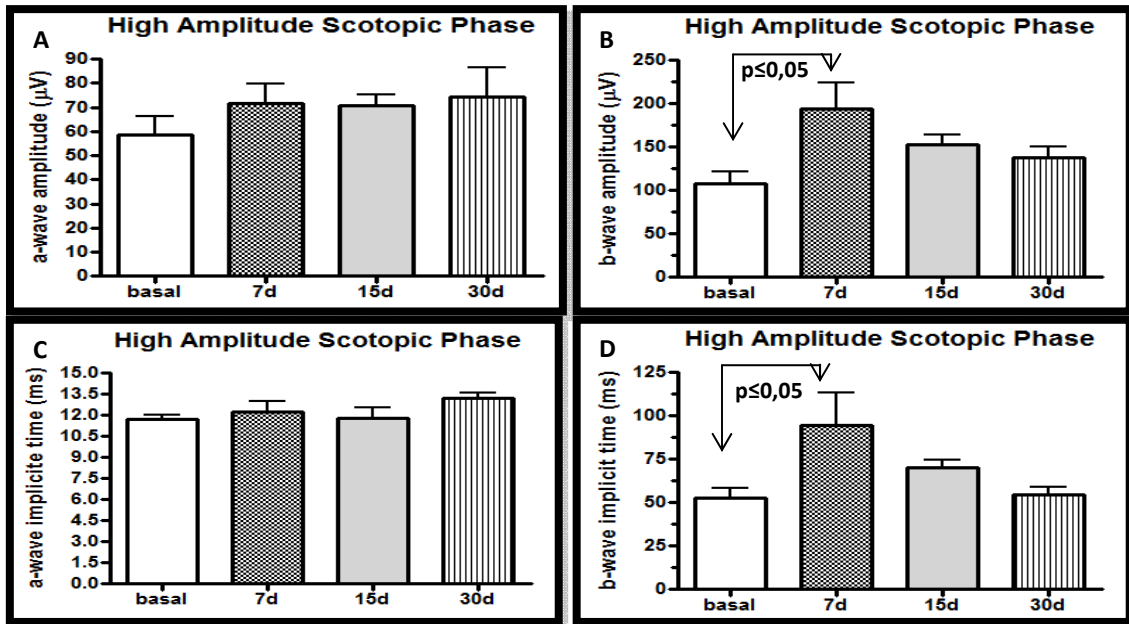 A High Amplitude Scotopic Phase
a-wave amplitude (µV)
90
80
70
60
50
40
30
20
10
0
basal 7d 15d 30d
B High Amplitude Scotopic Phase
b-wave amplitude (µV)
250
200
150
100
50
0
p≤0,05
basal 7d 15d 30d
C High Amplitude Scotopic Phase
a-wave implicite time (ms)
15.0
13.5
12.0
10.5
9.0
7.5
6.0
4.5
3.0
1.5
0.0
basal 7d 15d 30d
D High Amplitude Scotopic Phase
b-wave implicit time (ms)
125
100
75
50
25
0
p≤0,05
basal 7d 15d 30d